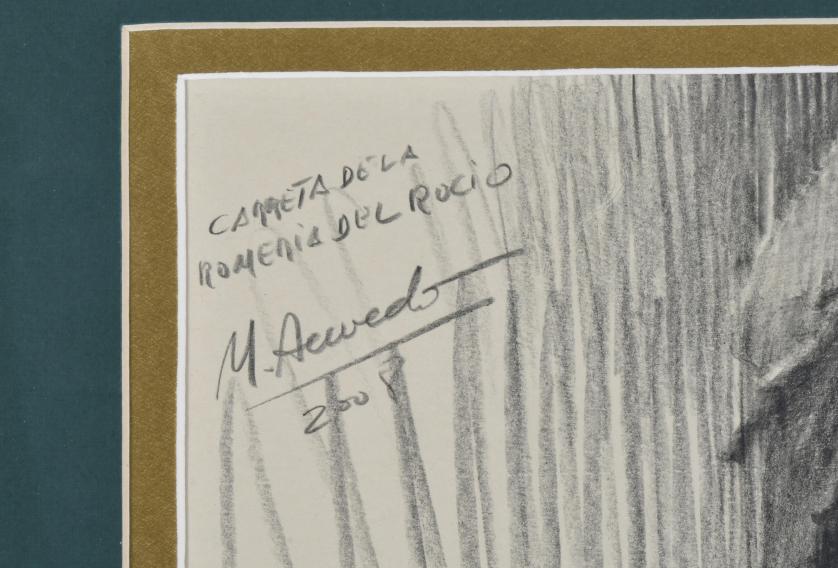 CARRETA DE LA
ROMERIA DEL ROCIO
M. Acevedo
2008